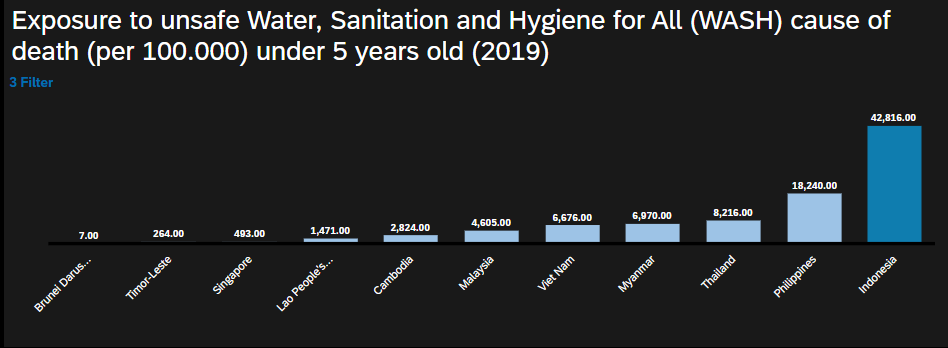 Exposure to unsafe Water, Sanitation and Hygiene for All (WASH) cause of
death (per 100.000) under 5 years old (2019)
3 Filter
42,816.00
18,240.00
8,216.00
6,970.00
6,676.00
4,605.00
2,824.00
1,471.00
493.00
264.00
7.00
Brunei Darus...
Timor-Leste
Singapore
Lao People's...
Cambodia
Malaysia
Viet Nam
Myanmar
Thailand
Philippines
Indonesia